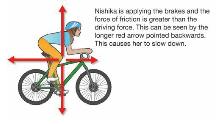 Nishika is applying the brakes and the
force of friction is greater than the
driving force. This can be seen by the
longer red arrow pointed backwards.
This causes her to slow down.